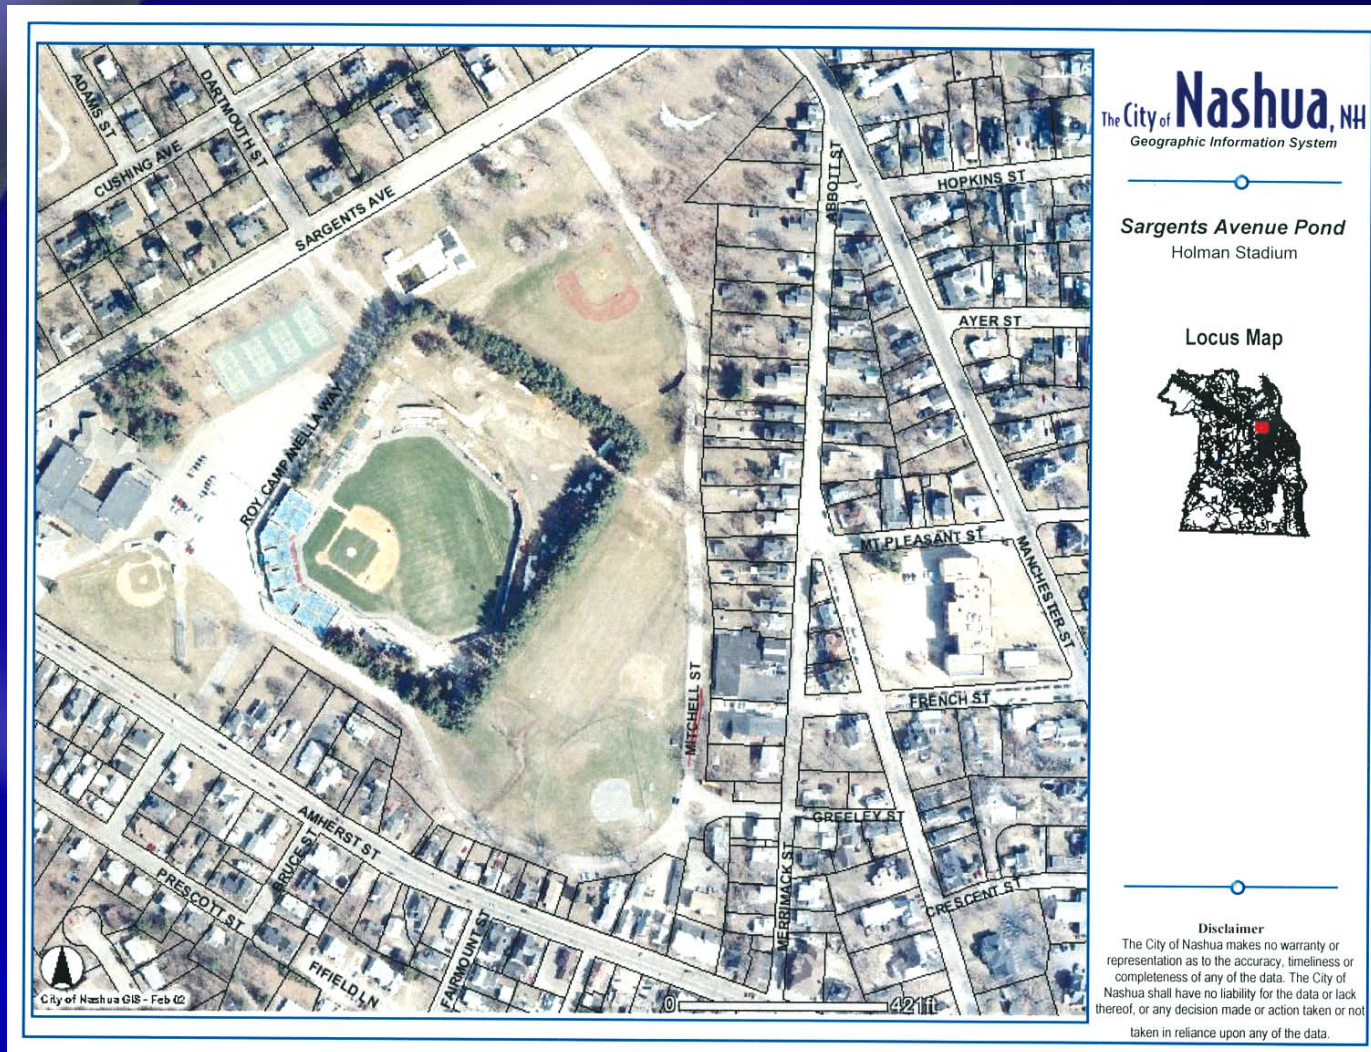 ADAMS ST
DARTMOUTH ST
CUSHING AVE
SARGENTS AVE
ABBOTT ST
HOPKINS ST
AYER ST
ROY CAMPANELLA WAY
MT PLEASANT ST
MANCHESTER ST
MITCHELL ST
FRENCH ST
AMHERST ST
GREELEY ST
BRUCE ST
PRESCOTT ST
MERRIMACK ST
CRESCENT S
FAIRMOUNT ST
FIFIELD LN
City of Nashua GIS - Feb 02
0 421ft
The City of Nashua, NH
Geographic Information System
Sargents Avenue Pond
Holman Stadium
Locus Map
Disclaimer
The City of Nashua makes no warranty or
representation as to the accuracy, timeliness or
completeness of any of the data. The City of
Nashua shall have no liability for the data or lack
thereof, or any decision made or action taken or not
taken in reliance upon any of the data.